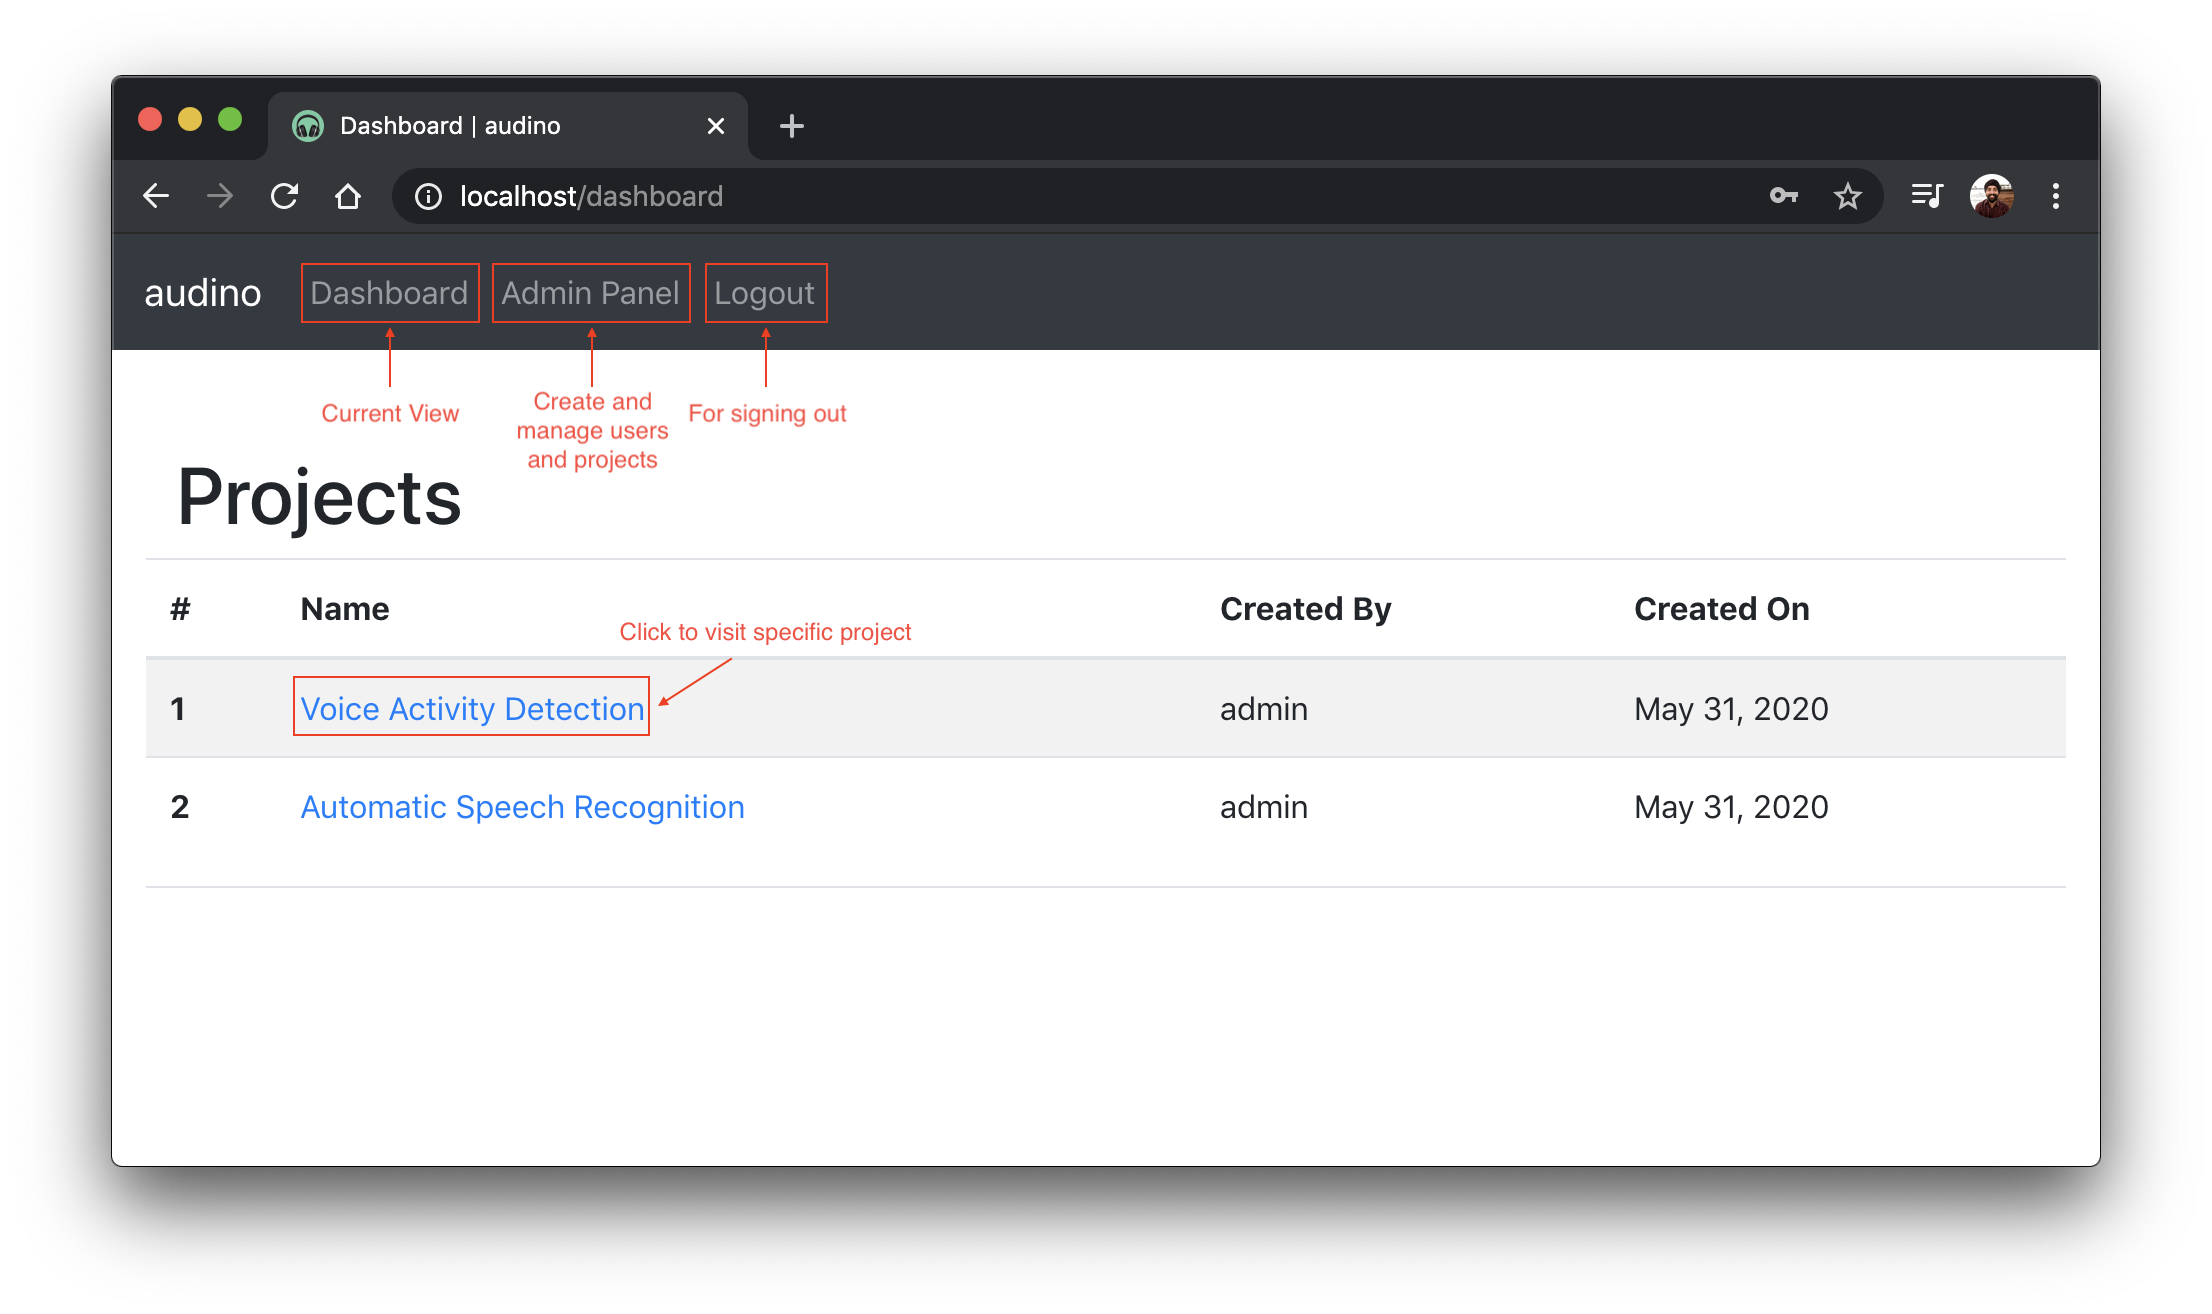 Dashboard | audino
localhost/dashboard
audino Dashboard Admin Panel Logout
Current View
Create and
manage users
and projects
For signing out
Projects
# Name Created By Created On
Click to visit specific project
1 Voice Activity Detection admin May 31, 2020
2 Automatic Speech Recognition admin May 31, 2020